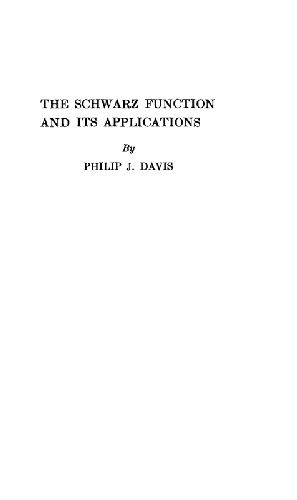 THE SCHWARZ FUNCTION
AND ITS APPLICATIONS
By
PHILIP J. DAVIS